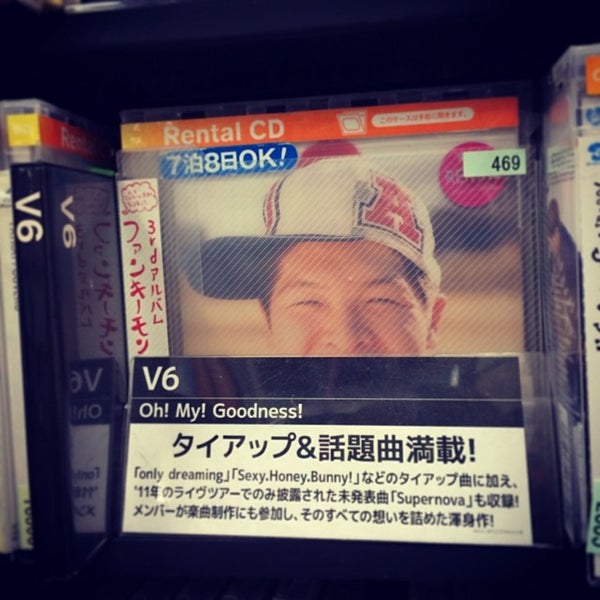 Rental CD
このケースは手前に開きます。
7泊8日OK!
469
A
3rdアルバム
ファンキーモン
V6
V6
V6
Oh! My! Goodness!
タイアップ&話題曲満載!
「only dreaming」「Sexy.Honey.Bunny!」などのタイアップ曲に加え、
'11年のライヴツアーでのみ披露された未発表曲「Supernova」も収録!
メンバーが楽曲制作にも参加し、そのすべての想いを詰めた渾身作!